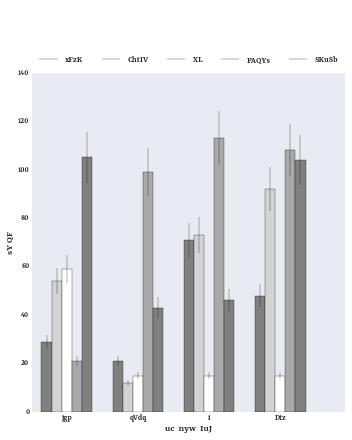 xFzK ChtIV XL PAQYs SKuSb
140
120
100
80
60
40
20
0
sY QF
Jgp qVdq i Dtz
uc nyw IuJ